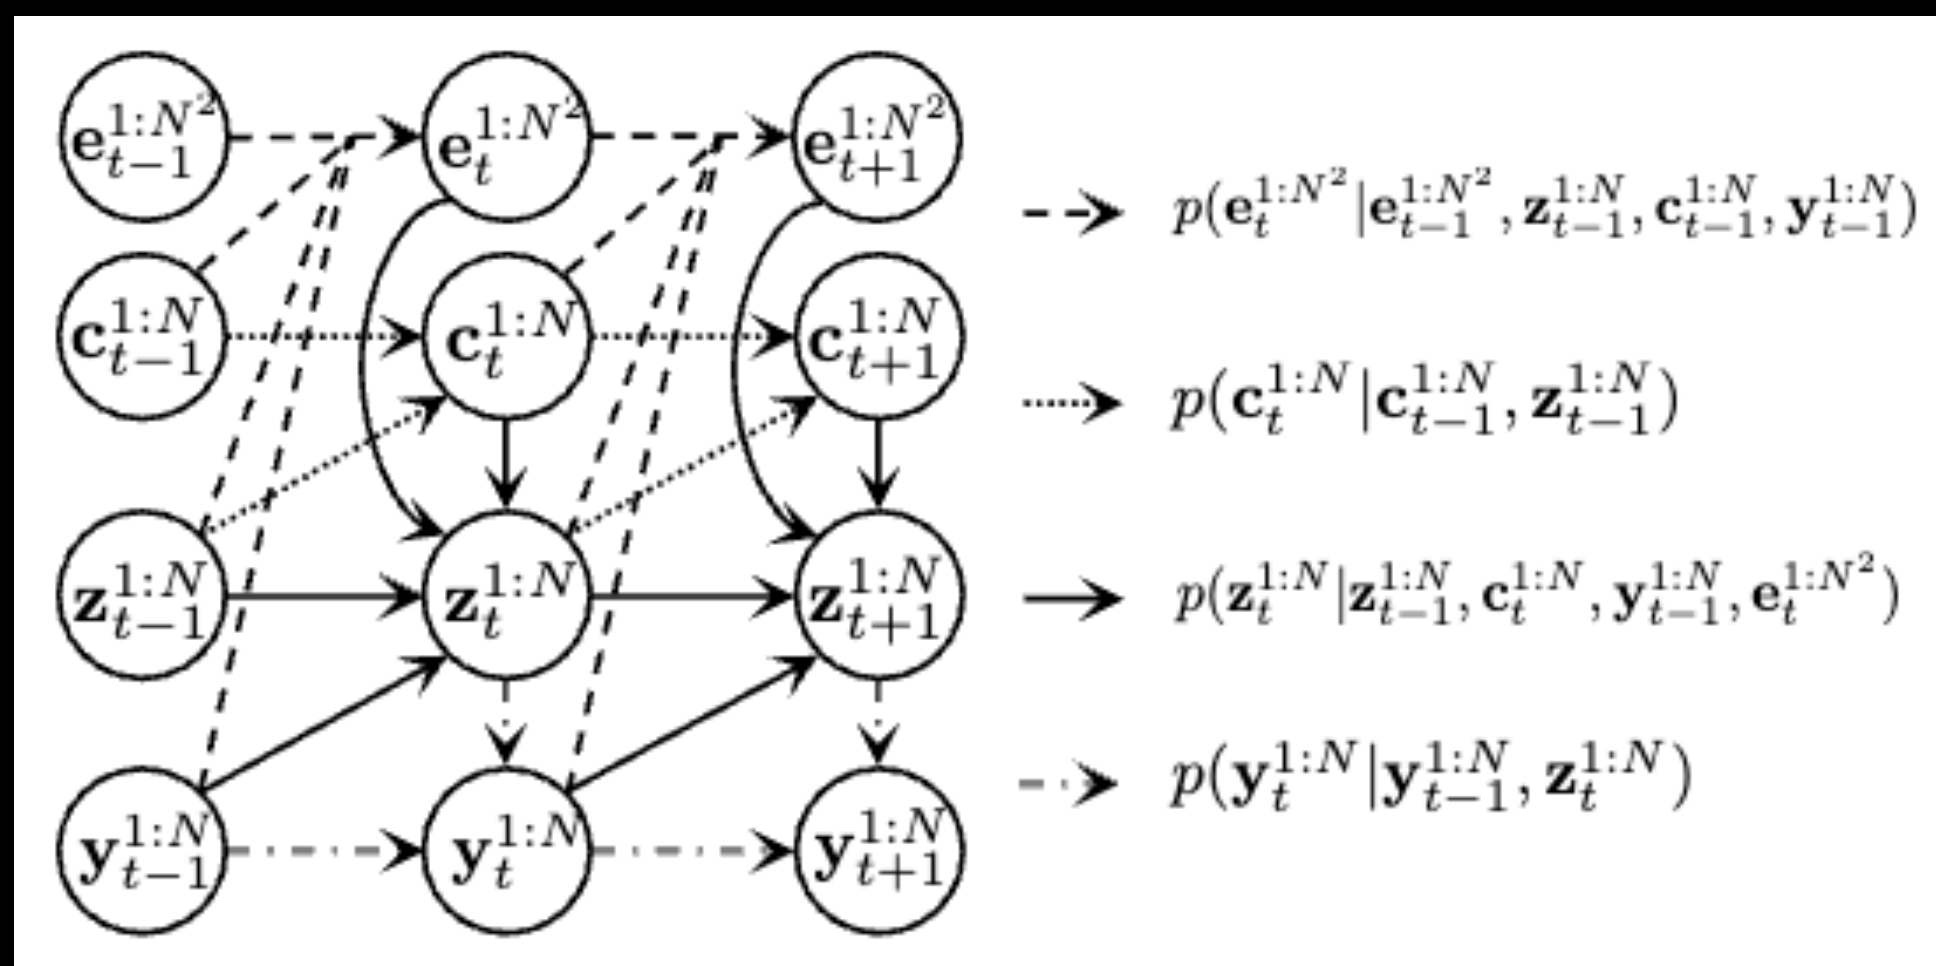 e_{t-1}^{1:N^2} e_t^{1:N^2} e_{t+1}^{1:N^2}
p(e_t^{1:N^2}|e_{t-1}^{1:N^2}, z_{t-1}^{1:N}, c_{t-1}^{1:N}, y_{t-1}^{1:N})
c_{t-1}^{1:N} c_t^{1:N} c_{t+1}^{1:N}
p(c_t^{1:N}|c_{t-1}^{1:N}, z_{t-1}^{1:N})
z_{t-1}^{1:N} z_t^{1:N} z_{t+1}^{1:N}
p(z_t^{1:N}|z_{t-1}^{1:N}, c_t^{1:N}, y_{t-1}^{1:N}, e_t^{1:N^2})
y_{t-1}^{1:N} y_t^{1:N} y_{t+1}^{1:N}
p(y_t^{1:N}|y_{t-1}^{1:N}, z_t^{1:N})